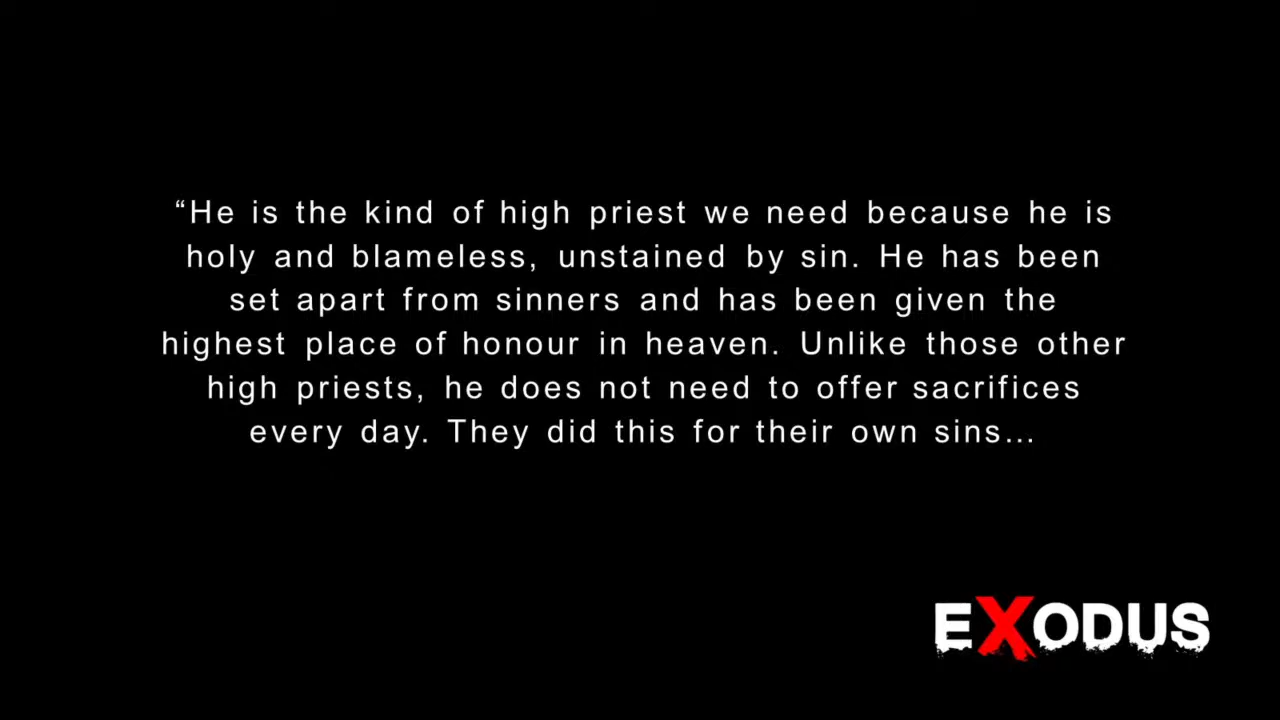 “He is the kind of high priest we need because he is
holy and blameless, unstained by sin. He has been
set apart from sinners and has been given the
highest place of honour in heaven. Unlike those other
high priests, he does not need to offer sacrifices
every day. They did this for their own sins...
EXODUS